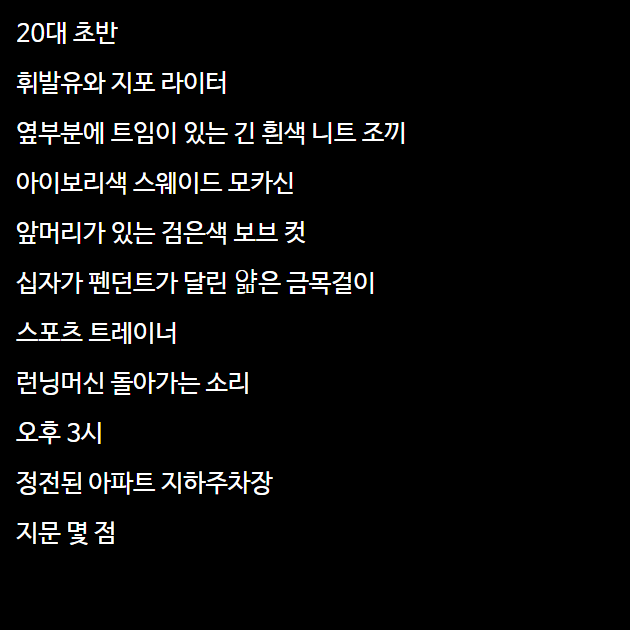 20대 초반
휘발유와 지포 라이터
옆부분에 트임이 있는 긴 흰색 니트 조끼
아이보리색 스웨이드 모카신
앞머리가 있는 검은색 보브 컷
십자가 펜던트가 달린 얇은 금목걸이
스포츠 트레이너
런닝머신 돌아가는 소리
오후 3시
정전된 아파트 지하주차장
지문 몇 점